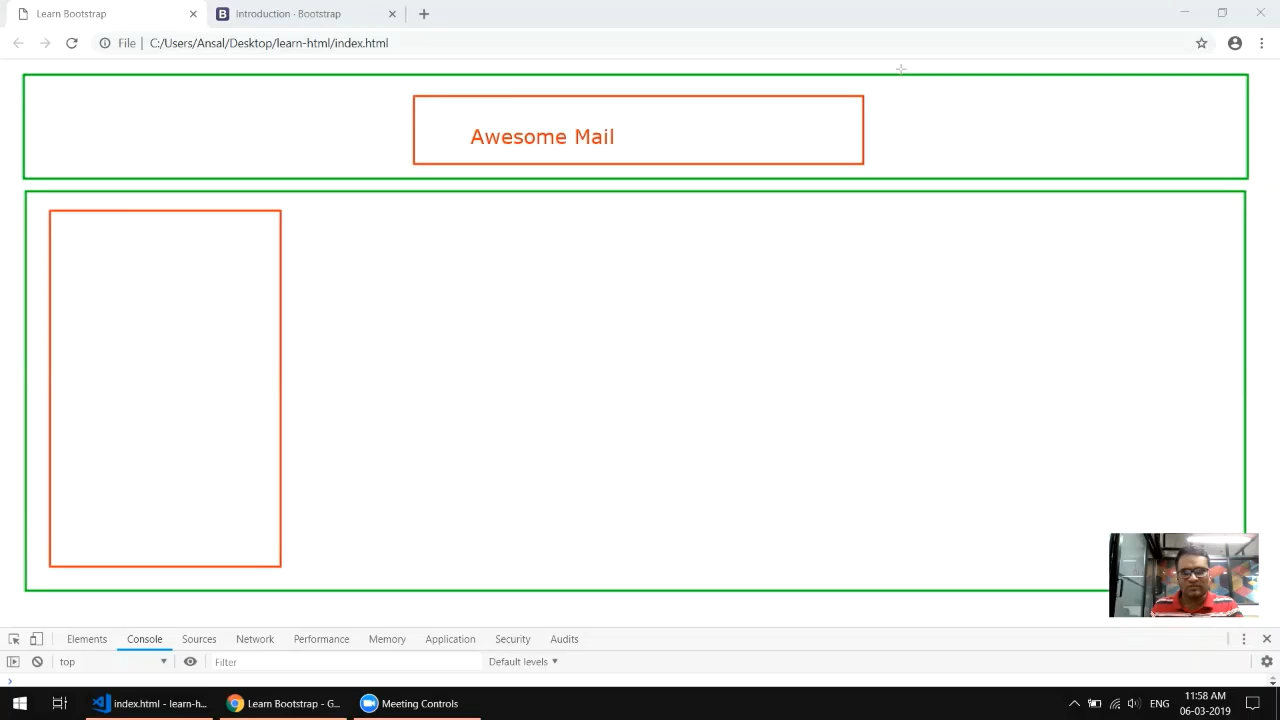 Learn Bootstrap
B Introduction · Bootstrap
File C:/Users/Ansal/Desktop/learn-html/index.html
Awesome Mail
Elements Console Sources Network Performance Memory Application Security Audits
top Filter Default levels
index.html - learn-h... Learn Bootstrap - G... Meeting Controls ENG 11:58 AM
06-03-2019